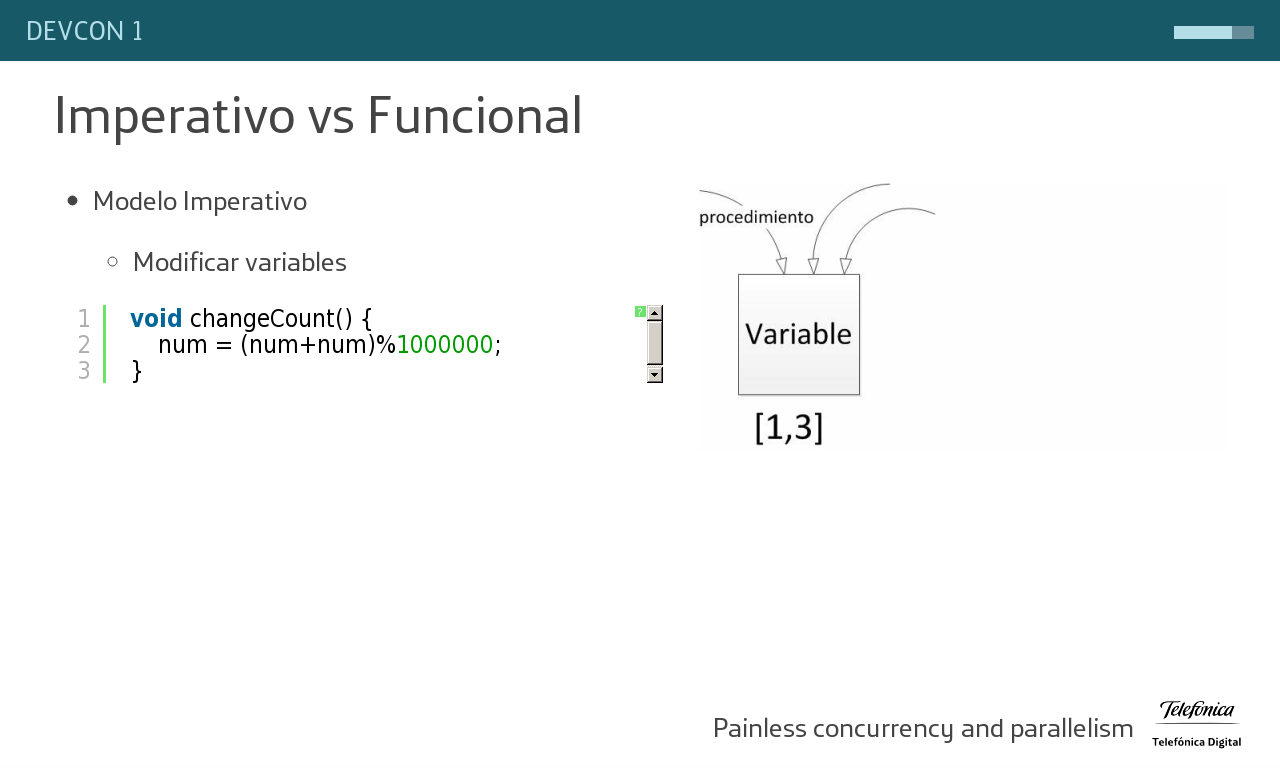 DEVCON 1
Imperativo vs Funcional
Modelo Imperativo
Modificar variables
1 void changeCount() {
2 num = (num+num)%1000000;
3 }
?
procedimiento
Variable
[1,3]
Painless concurrency and parallelism
Telefónica
Telefónica Digital